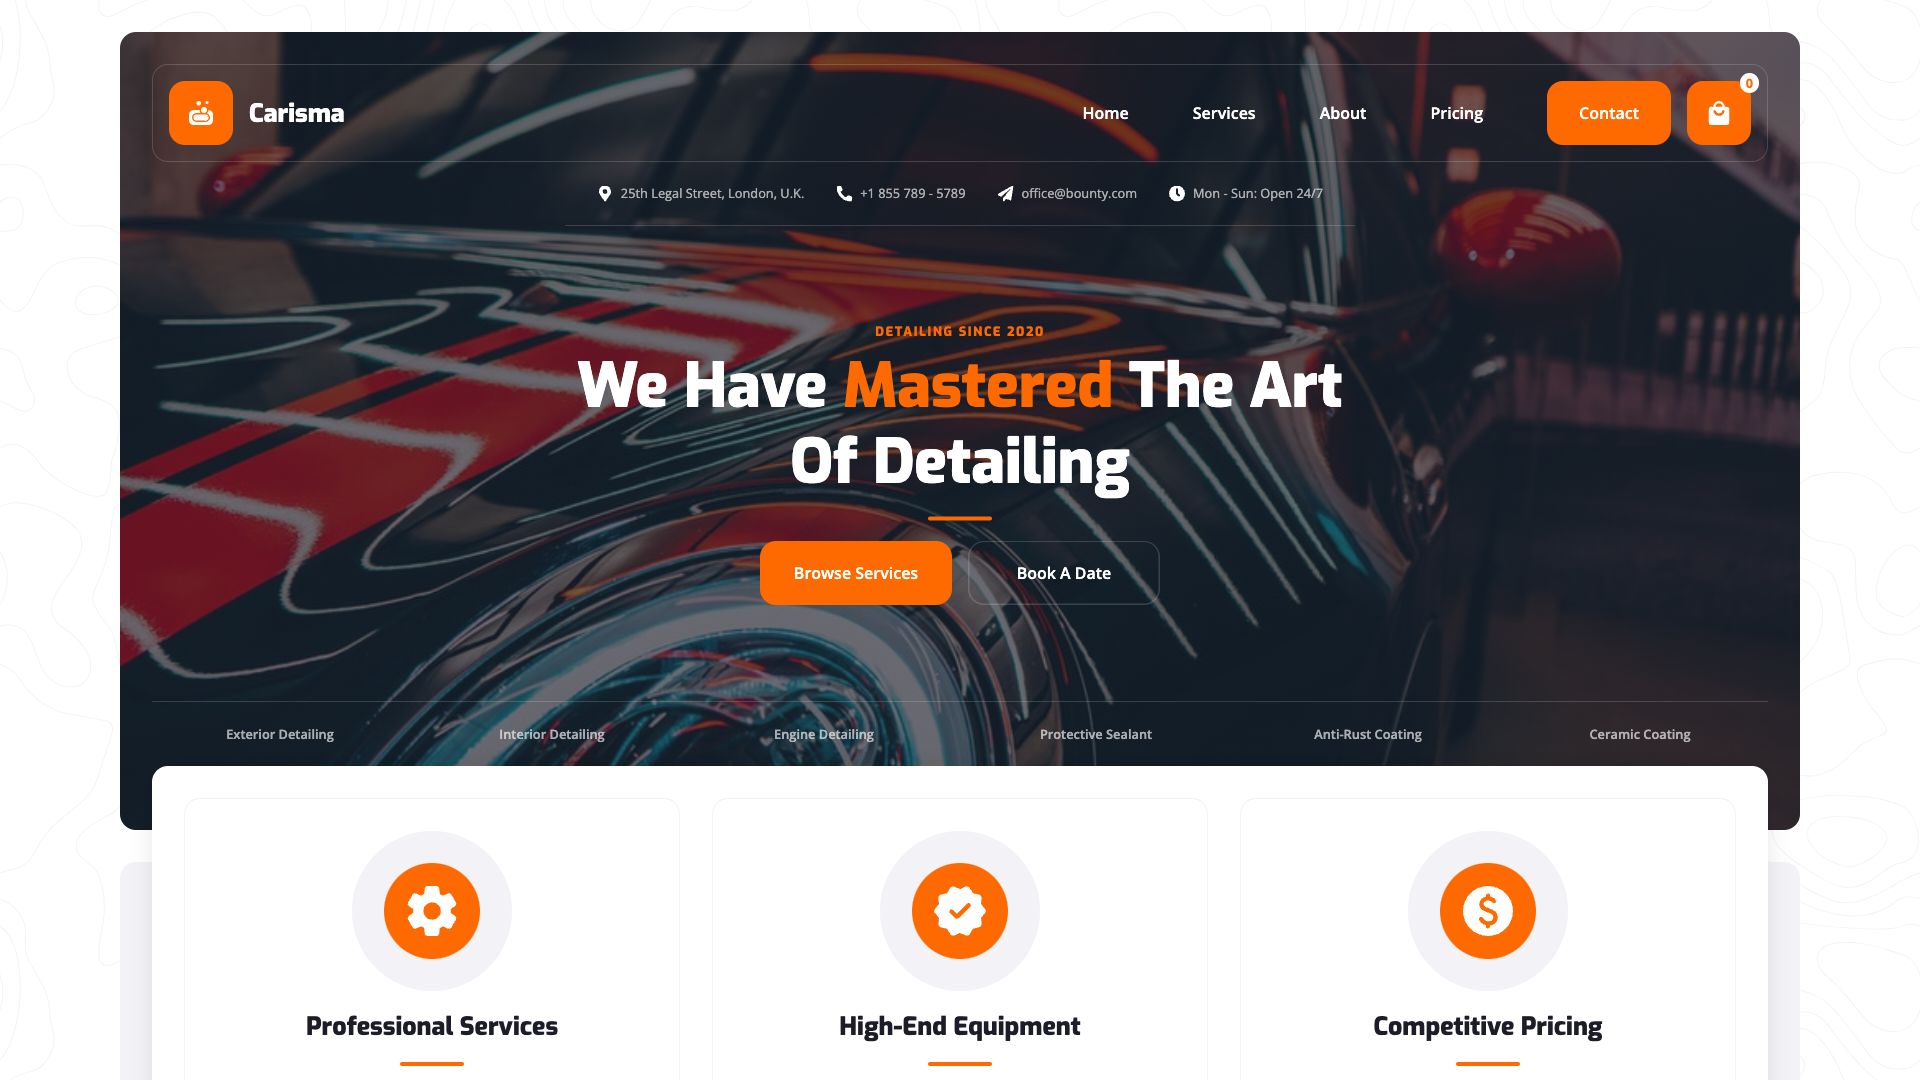 Carisma
Home Services About Pricing Contact 0
25th Legal Street, London, U.K. +1 855 789 - 5789 office@bounty.com Mon - Sun: Open 24/7
DETAILING SINCE 2020
We Have Mastered The Art
Of Detailing
Browse Services Book A Date
Exterior Detailing Interior Detailing Engine Detailing Protective Sealant Anti-Rust Coating Ceramic Coating
Professional Services High-End Equipment Competitive Pricing